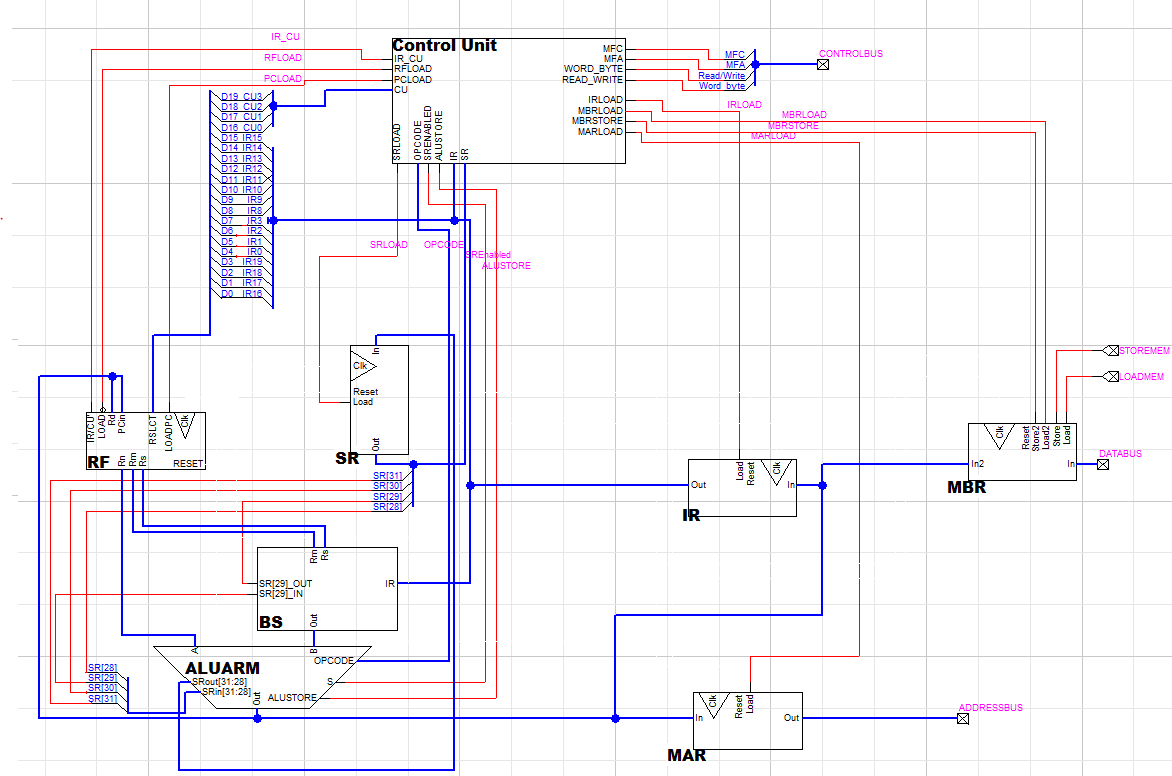 IR_CU
Control Unit
IR_CU
RFLOAD
RFLOAD
PCLOAD
PCLOAD
CU
MFC
MFA
WORD_BYTE
READ_WRITE
IRLOAD
MBRLOAD
MBRSTORE
MARLOAD
SRLOAD
OPCODE
SRENABLED
ALUSTORE
IR
SR
MFC
MFA
Read/Write
Word_byte
CONTROLBUS
IRLOAD
MBRLOAD
MBRSTORE
MARLOAD
D19 CU3
D18 CU2
D17 CU1
D16 CU0
D15 IR15
D14 IR14
D13 IR13
D12 IR12
D11 IR11
D10 IR10
D9 IR9
D8 IR8
D7 IR3
D6 IR2
D5 IR1
D4 IR0
D3 IR19
D2 IR18
D1 IR17
D0 IR16
SRLOAD
OPCODE
SREnabled
ALUSTORE
In
Clk
Reset
Load
Out
SR
STOREMEM
LOADMEM
IR/CU
LOAD
Rd
PCin
RSLCT
LOADPC
Clk
Rn
Rm
Rs
RESET
RF
SR[31]
SR[30]
SR[29]
SR[28]
Out
Load
Reset
Clk
In
IR
Clk
Reset
Store2
Load2
Store
Load
In2
In
MBR
DATABUS
Rm
Rs
SR[29]_OUT
SR[29]_IN
IR
Out
BS
A
B
OPCODE
ALUARM
SRout[31:28]
SRin[31:28]
S
ALUSTORE
Out
SR[28]
SR[29]
SR[30]
SR[31]
Clk
Reset
Load
In
Out
MAR
ADDRESSBUS